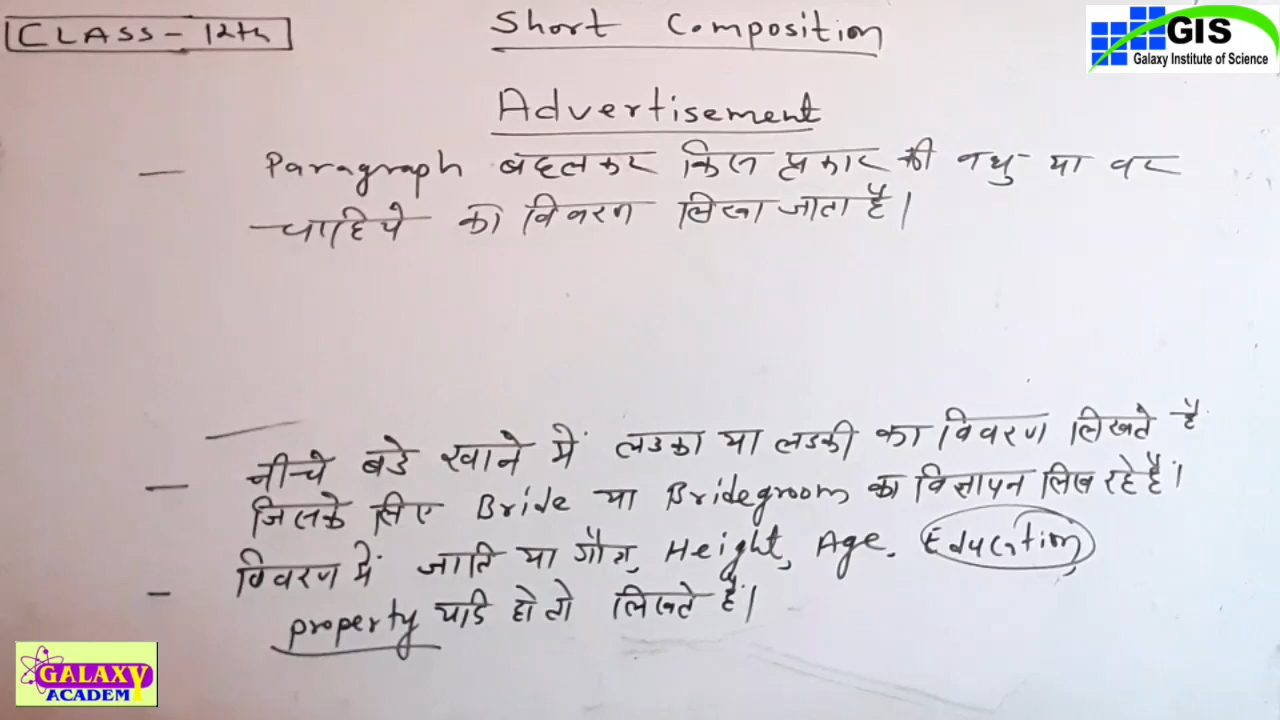 CLASS - 12th
Short Composition
GIS
Galaxy Institute of Science
Advertisement
— Paragraph बदलकर किस प्रकार की वधु या वर
चाहिये का विवरण लिखा जाता है।
— नीचे बडे खाने में लडका या लडकी का विवरण लिखते है
जिसके लिए Bride या Bridegroom का विज्ञापन लिख रहे है।
— विवरण में जाति या गौत्र, Height, Age, Education,
property यदि हो तो लिखते है।
GALAXY
ACADEMY